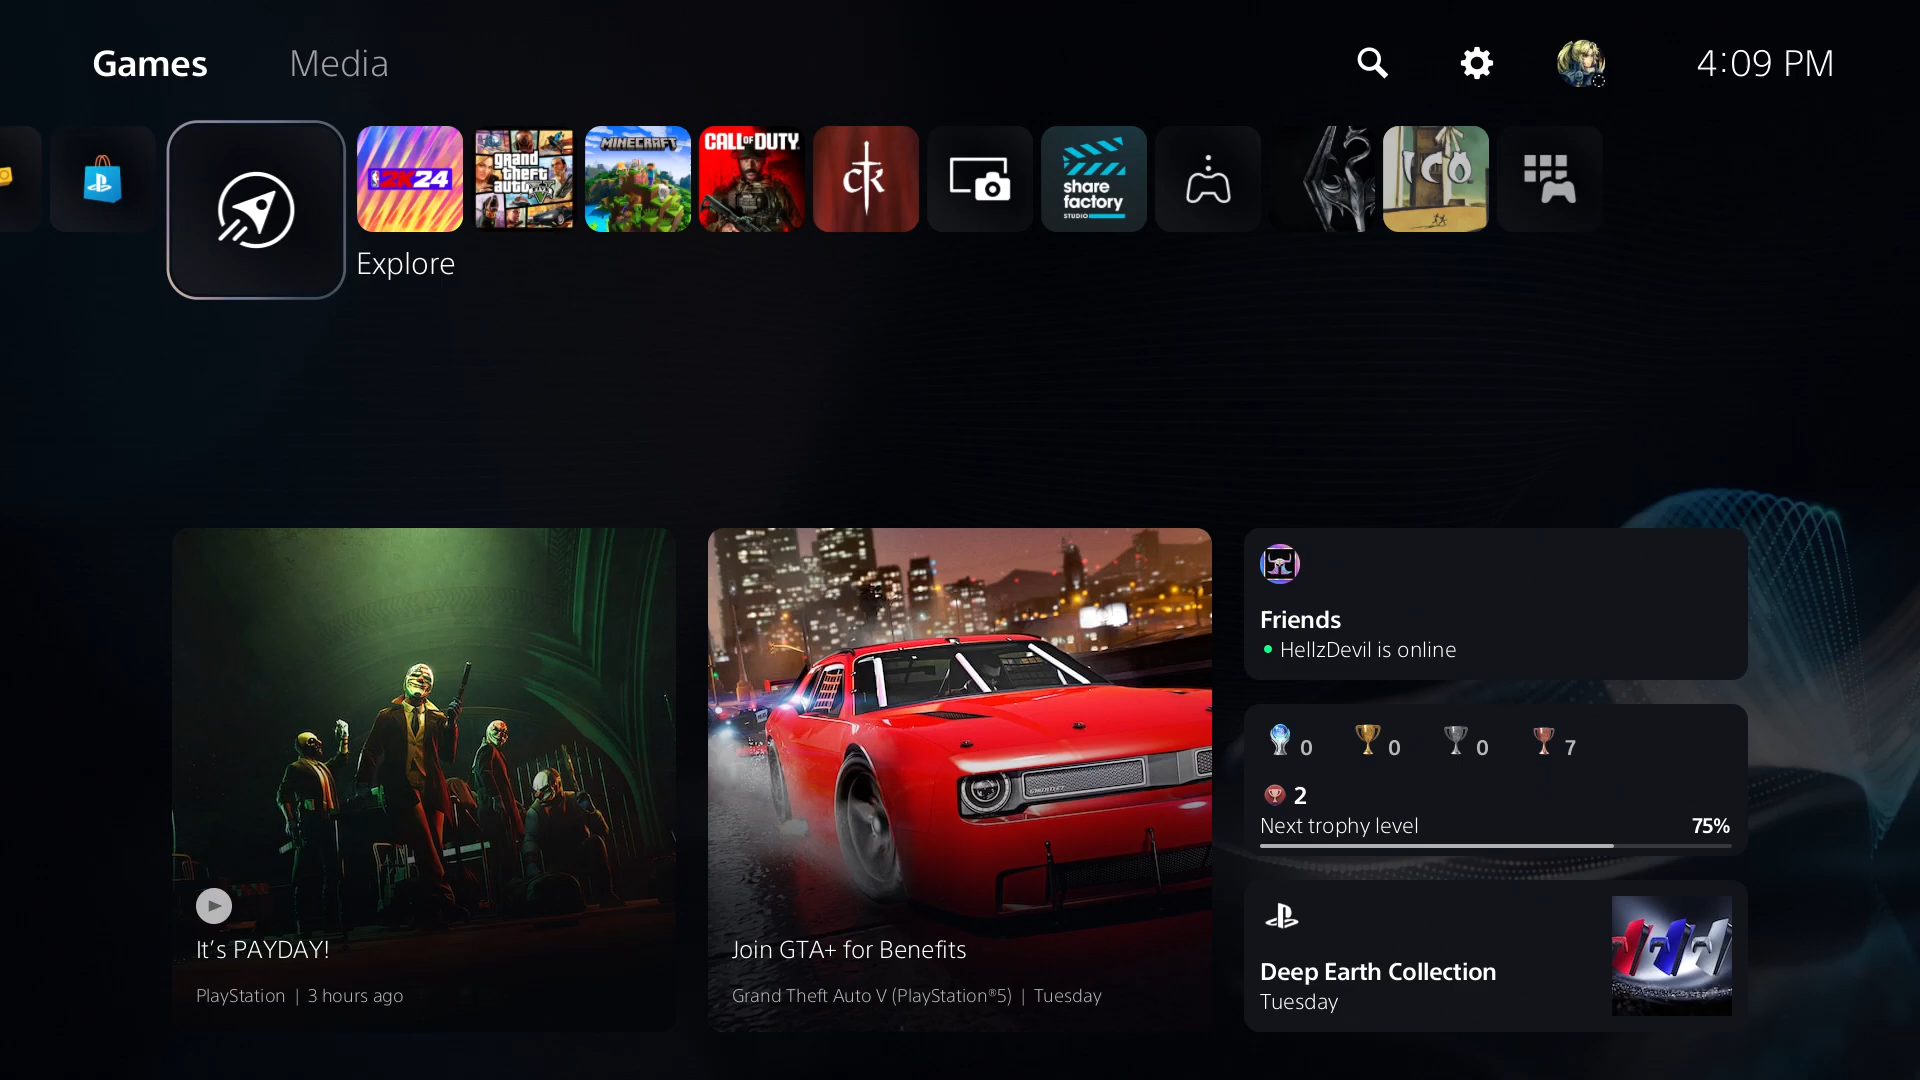 Games
Media
4:09 PM
2K24
grand
theft
auto
V
MINECRAFT
CALL OF DUTY
ck
share
factory
STUDIO
ICO
Explore
It's PAYDAY!
PlayStation | 3 hours ago
Join GTA+ for Benefits
Grand Theft Auto V (PlayStation®5) | Tuesday
Friends
HellzDevil is online
0
0
0
7
2
Next trophy level
75%
Deep Earth Collection
Tuesday